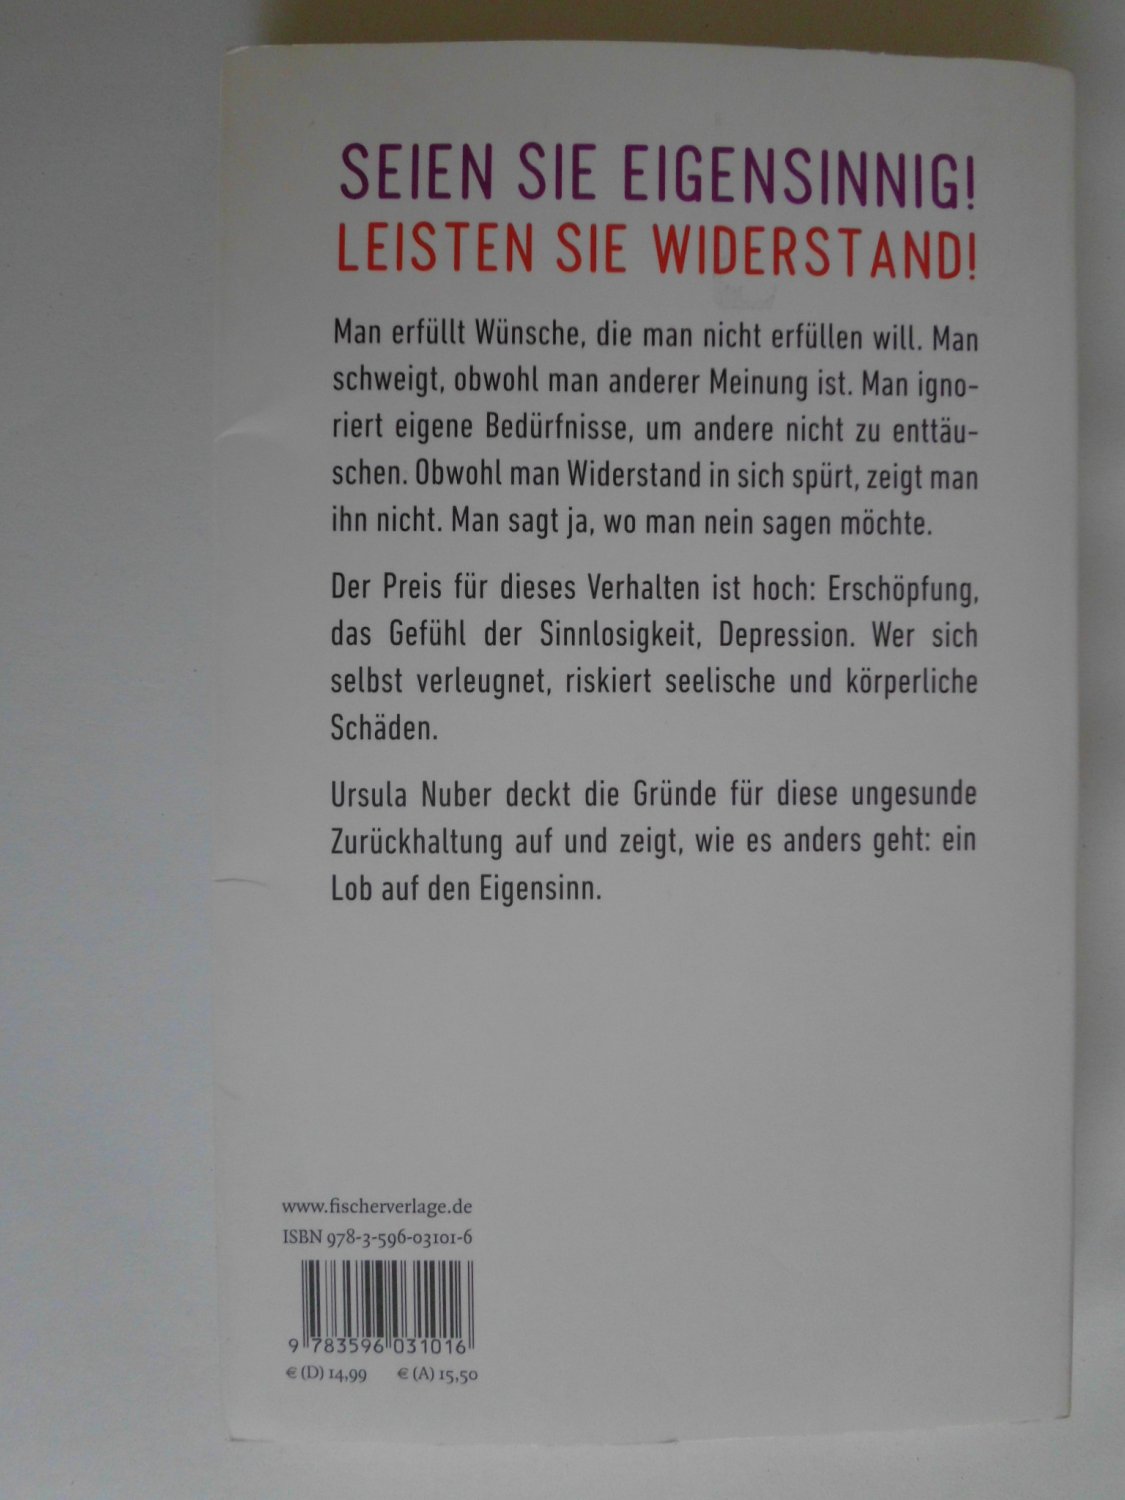 SEIEN SIE EIGENSINNIG!
LEISTEN SIE WIDERSTAND!
Man erfüllt Wünsche, die man nicht erfüllen will. Man
schweigt, obwohl man anderer Meinung ist. Man igno-
riert eigene Bedürfnisse, um andere nicht zu enttäu-
schen. Obwohl man Widerstand in sich spürt, zeigt man
ihn nicht. Man sagt ja, wo man nein sagen möchte.
Der Preis für dieses Verhalten ist hoch: Erschöpfung,
das Gefühl der Sinnlosigkeit, Depression. Wer sich
selbst verleugnet, riskiert seelische und körperliche
Schäden.
Ursula Nuber deckt die Gründe für diese ungesunde
Zurückhaltung auf und zeigt, wie es anders geht: ein
Lob auf den Eigensinn.
www.fischerverlage.de
ISBN 978-3-596-03101-6
9 783596 031016
€ (D) 14,99 € (A) 15,50